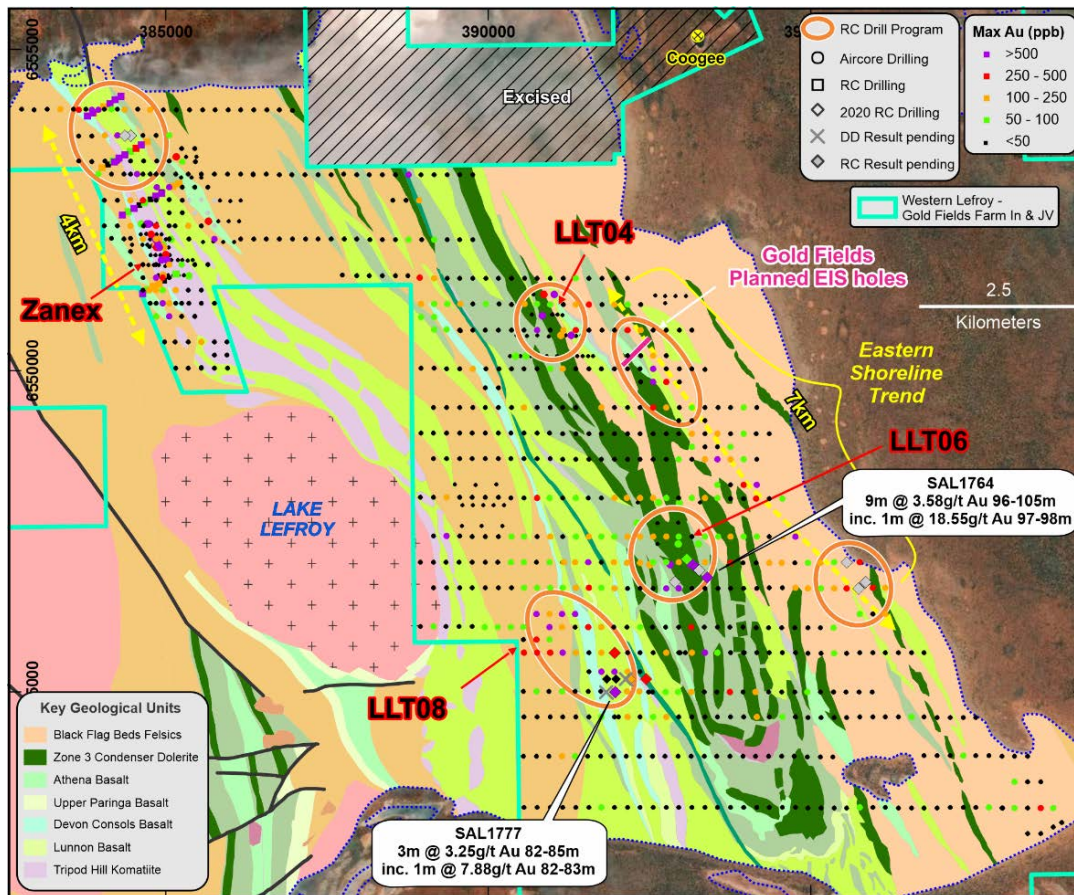 385000
390000
6555000
6550000
Coogee
Excised
RC Drill Program
Aircore Drilling
RC Drilling
2020 RC Drilling
DD Result pending
RC Result pending
Max Au (ppb)
>500
250 - 500
100 - 250
50 - 100
<50
Western Lefroy -
Gold Fields Farm In & JV
4km
Zanex
LLT04
Gold Fields
Planned EIS holes
2.5
Kilometers
Eastern
Shoreline
Trend
7km
LLT06
SAL1764
9m @ 3.58g/t Au 96-105m
inc. 1m @ 18.55g/t Au 97-98m
LAKE
LEFROY
LLT08
Key Geological Units
Black Flag Beds Felsics
Zone 3 Condenser Dolerite
Athena Basalt
Upper Paringa Basalt
Devon Consols Basalt
Lunnon Basalt
Tripod Hill Komatiite
SAL1777
3m @ 3.25g/t Au 82-85m
inc. 1m @ 7.88g/t Au 82-83m